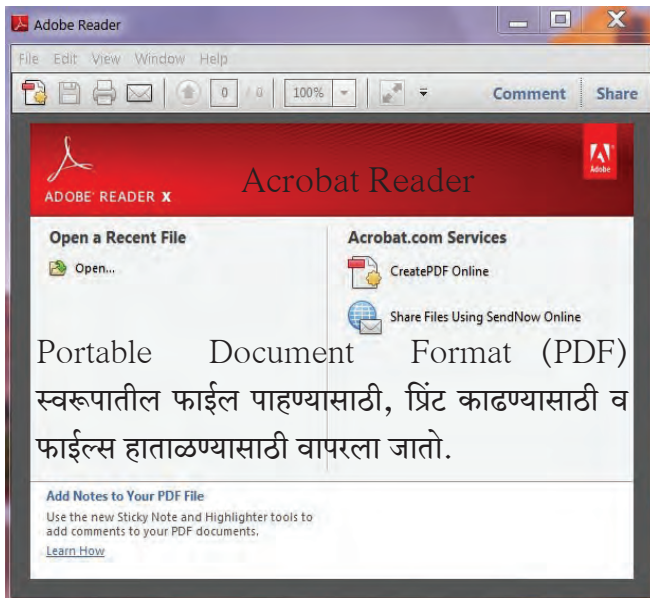 Adobe Reader
File Edit View Window Help
0 / 0 100% Comment Share
Adobe
ADOBE® READER X
Acrobat Reader
Open a Recent File
Open...
Acrobat.com Services
CreatePDF Online
Share Files Using SendNow Online
Portable Document Format (PDF)
स्वरूपातील फाईल पाहण्यासाठी, प्रिंट काढण्यासाठी व
फाईल्स हाताळण्यासाठी वापरला जातो.
Add Notes to Your PDF File
Use the new Sticky Note and Highlighter tools to
add comments to your PDF documents.
Learn How